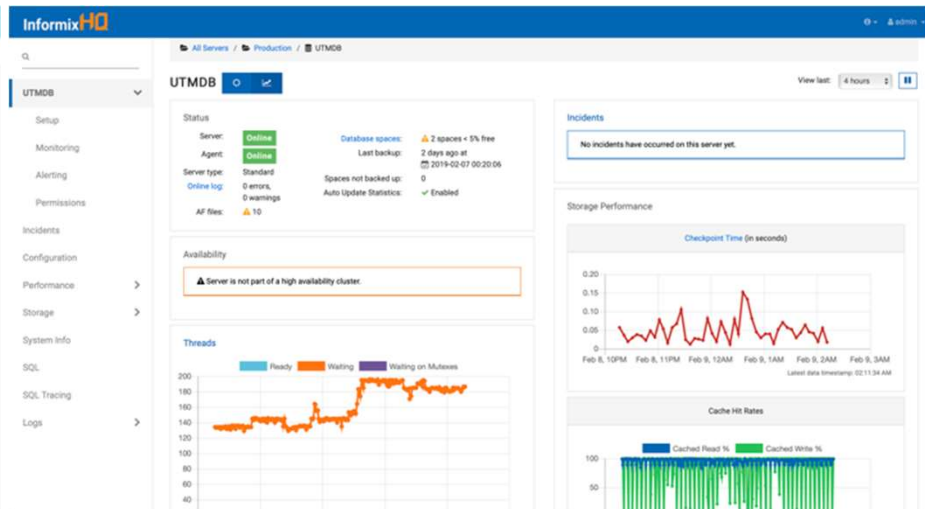 InformixHQ
admin
All Servers / Production / UTMDB
UTMDB
Setup
Monitoring
Alerting
Permissions
Incidents
Configuration
Performance
Storage
System Info
SQL
SQL Tracing
Logs
UTMDB
View last: 4 hours
Status
Server: Online
Agent: Online
Server type: Standard
Online log: 0 errors,
0 warnings
AF files: 10
Database spaces: 2 spaces < 5% free
Last backup: 2 days ago at
2019-02-07 00:20:06
Spaces not backed up: 0
Auto Update Statistics: Enabled
Availability
Server is not part of a high availability cluster.
Threads
Ready Waiting Waiting on Mutexes
200
180
160
140
120
100
80
60
40
Incidents
No incidents have occurred on this server yet.
Storage Performance
Checkpoint Time (in seconds)
0.20
0.15
0.10
0.05
0
Feb 8, 10PM Feb 8, 11PM Feb 9, 12AM Feb 9, 1AM Feb 9, 2AM Feb 9, 3AM
Latest data timestamp: 02:11:34 AM
Cache Hit Rates
Cached Read % Cached Write %
100
50